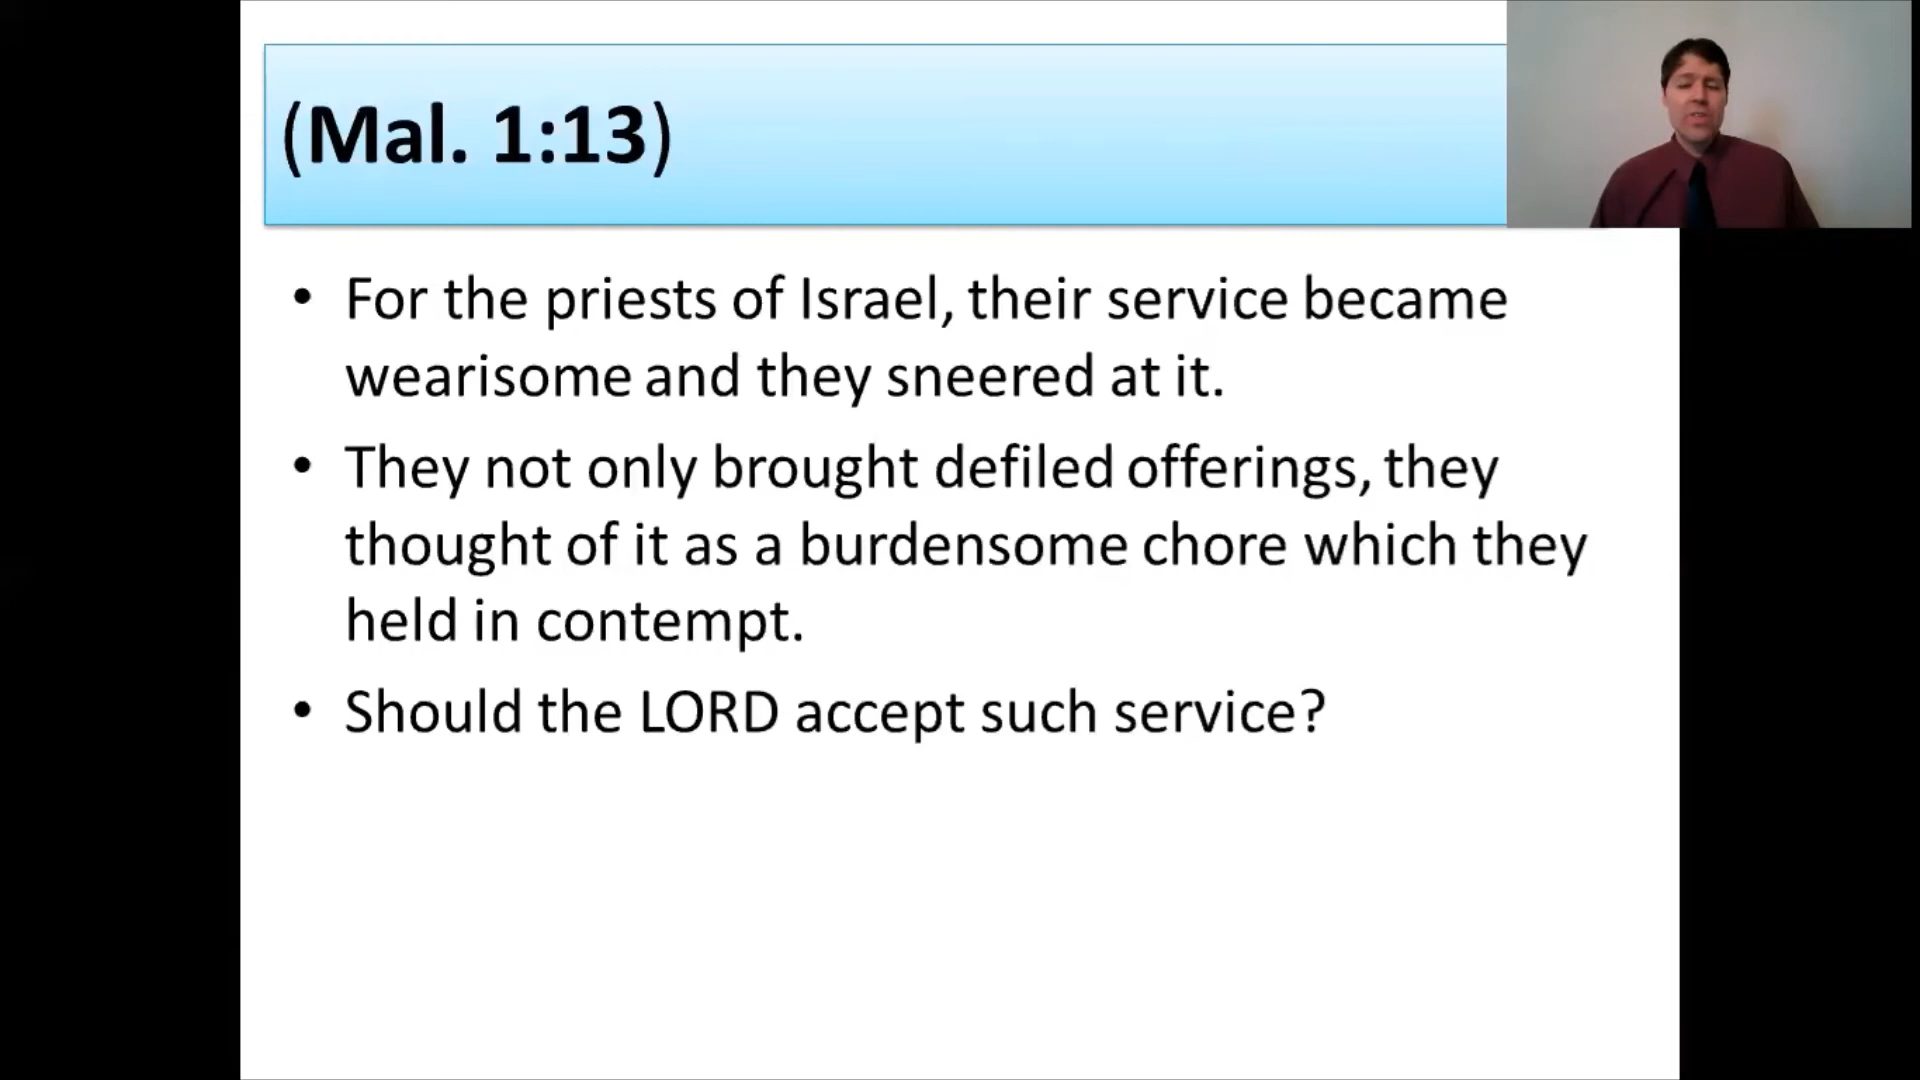 (Mal. 1:13)
• For the priests of Israel, their service became
wearisome and they sneered at it.
• They not only brought defiled offerings, they
thought of it as a burdensome chore which they
held in contempt.
• Should the LORD accept such service?